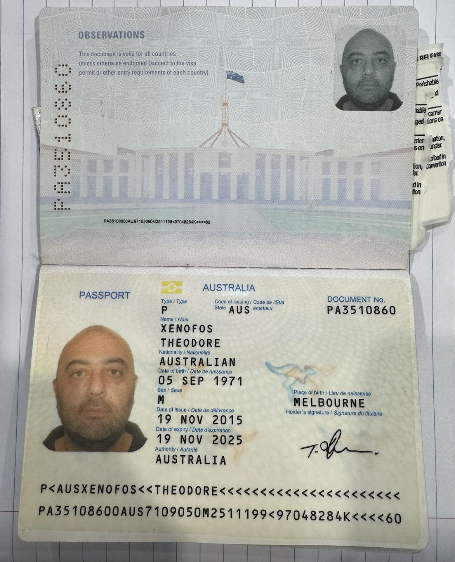 OBSERVATIONS
This document is valid for all countries
unless otherwise endorsed (subject to the visa
permit or other entry requirements of each country)
PA3510860
PA35108600AUS7109050M2511199<97048284K<<<<60
PASSPORT
AUSTRALIA
DOCUMENT No.
Type / Type
Code of issuing / Code de l'Etat
State émetteur
P
AUS
PA3510860
Name / Nom
XENOFOS
THEODORE
Nationality / Nationalité
AUSTRALIAN
Date of birth / Date de naissance
05 SEP 1971
Sex / Sexe
Place of birth / Lieu de naissance
M
MELBOURNE
Date of issue / Date de délivrance
Holder's signature / Signature du titulaire
19 NOV 2015
Date of expiry / Date d'expiration
19 NOV 2025
Authority / Autorité
AUSTRALIA
P<AUSXENOFOS<<THEODORE<<<<<<<<<<<<<<<<<<<<<<
PA35108600AUS7109050M2511199<97048284K<<<<60